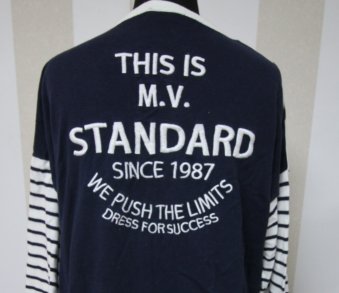 THIS IS
M.V.
STANDARD
SINCE 1987
WE PUSH THE LIMITS
DRESS FOR SUCCESS